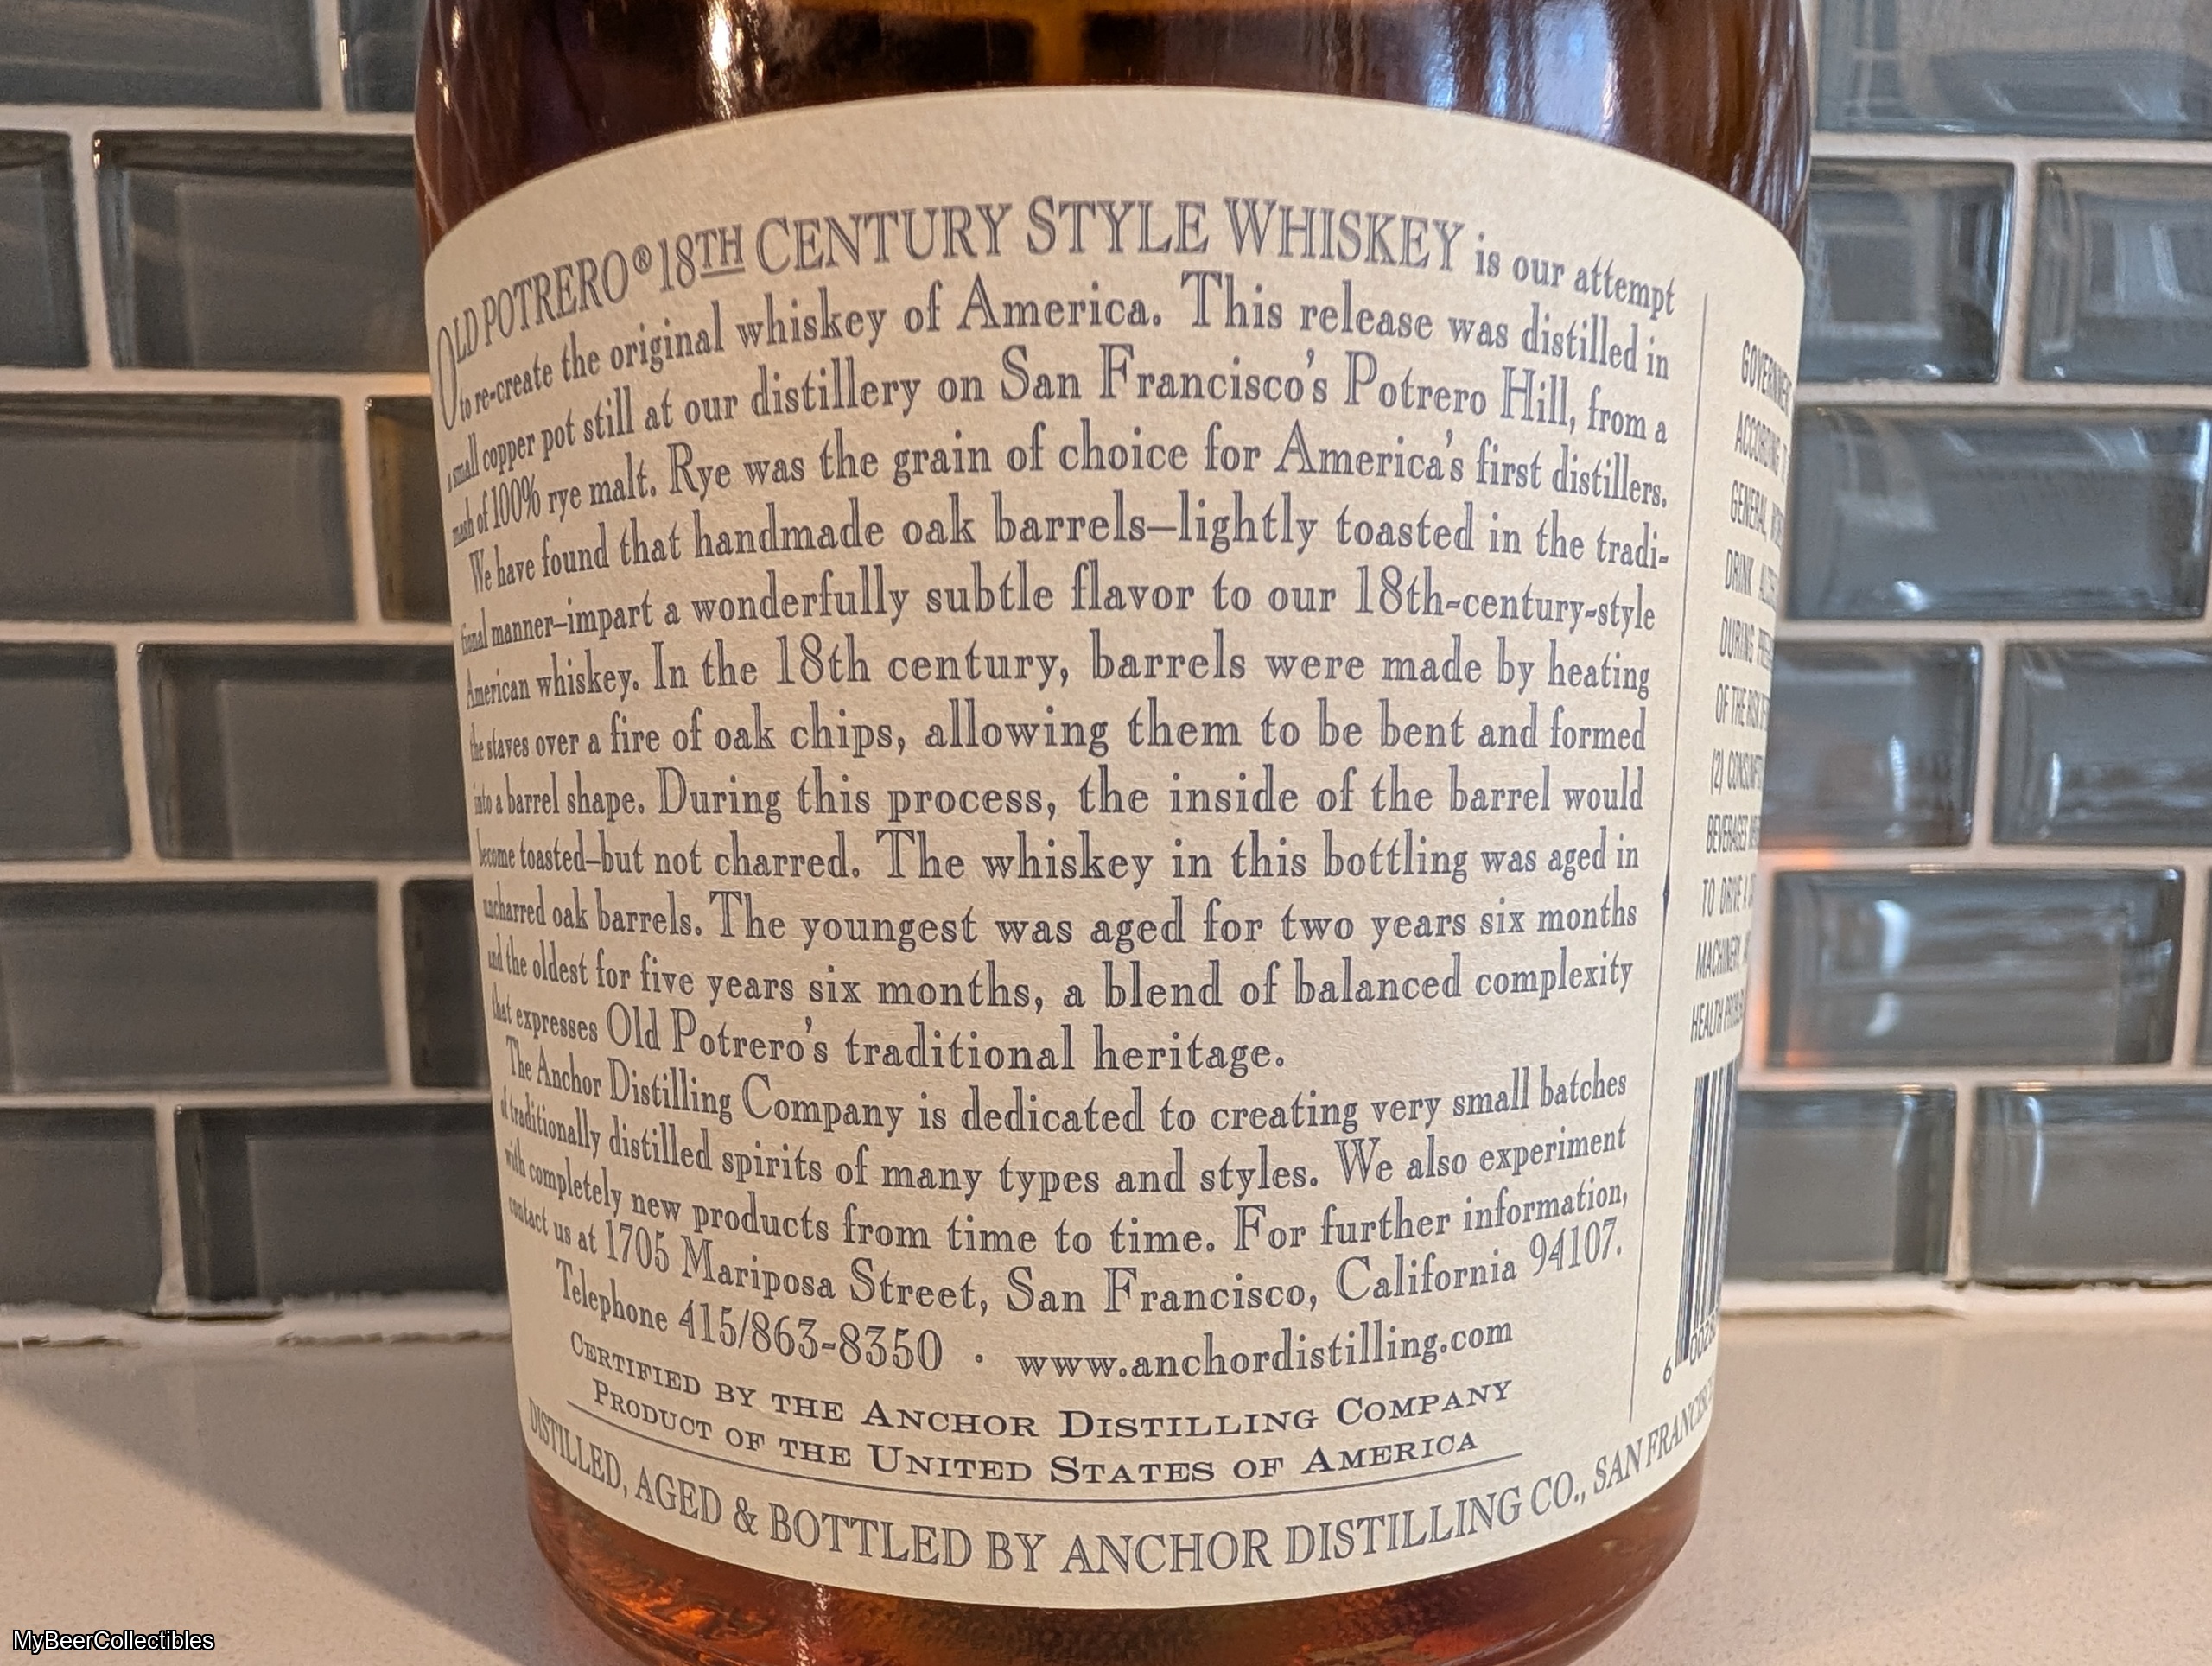 OLD POTRERO® 18TH CENTURY STYLE WHISKEY is our attempt
to re-create the original whiskey of America. This release was distilled in
a small copper pot still at our distillery on San Francisco's Potrero Hill, from a
mash of 100% rye malt. Rye was the grain of choice for America's first distillers.
We have found that handmade oak barrels—lightly toasted in the tradi-
tional manner—impart a wonderfully subtle flavor to our 18th-century-style
American whiskey. In the 18th century, barrels were made by heating
the staves over a fire of oak chips, allowing them to be bent and formed
into a barrel shape. During this process, the inside of the barrel would
become toasted—but not charred. The whiskey in this bottling was aged in
uncharred oak barrels. The youngest was aged for two years six months
and the oldest for five years six months, a blend of balanced complexity
that expresses Old Potrero's traditional heritage.
The Anchor Distilling Company is dedicated to creating very small batches
of traditionally distilled spirits of many types and styles. We also experiment
with completely new products from time to time. For further information,
contact us at 1705 Mariposa Street, San Francisco, California 94107.
Telephone 415/863-8350 · www.anchordistilling.com
CERTIFIED BY THE ANCHOR DISTILLING COMPANY
PRODUCT OF THE UNITED STATES OF AMERICA
DISTILLED, AGED & BOTTLED BY ANCHOR DISTILLING CO., SAN FRANCISCO
GOVERNMENT
ACCORDING
GENERAL,
DRINK
DURING
OF THE RISK
(2)
BEVERAGES
TO DRIVE A
MACHINERY,
HEALTH
MyBeerCollectibles